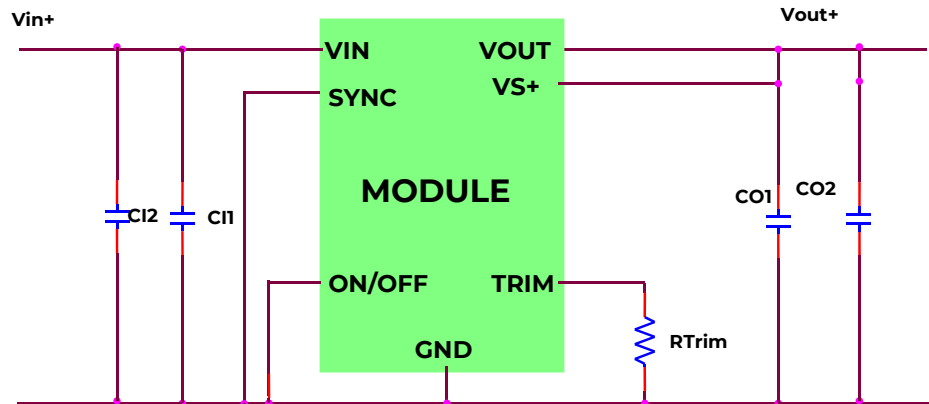 Vin+
Vout+
VIN
VOUT
VS+
SYNC
MODULE
CI2
CI1
CO1
CO2
ON/OFF
TRIM
RTrim
GND